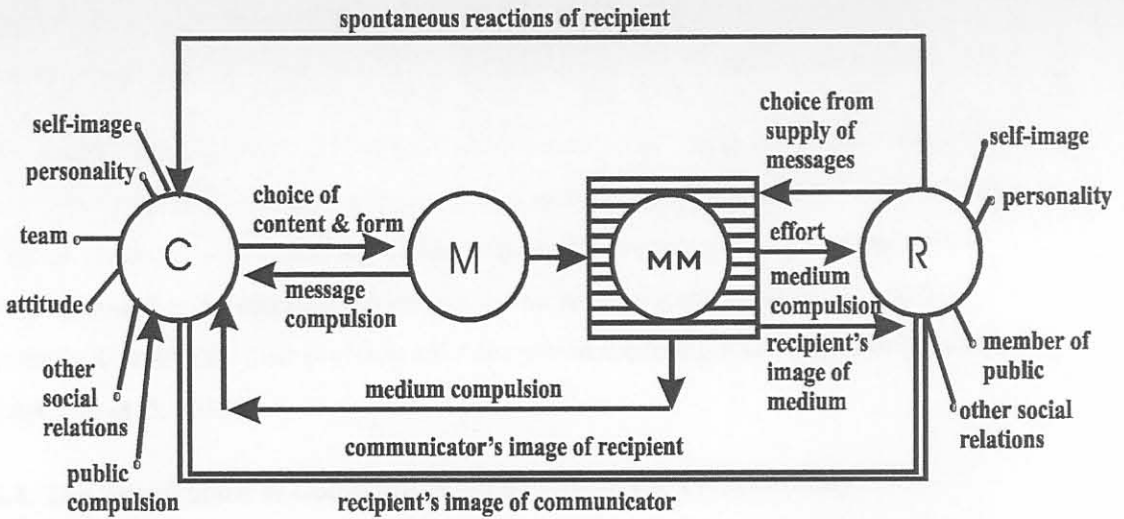 spontaneous reactions of recipient
self-image
personality
team
attitude
other
social
relations
public
compulsion
C
choice of
content & form
message
compulsion
M
MM
choice from
supply of
messages
effort
medium
compulsion
recipient's
image of
medium
R
self-image
personality
member of
public
other social
relations
medium compulsion
communicator's image of recipient
recipient's image of communicator